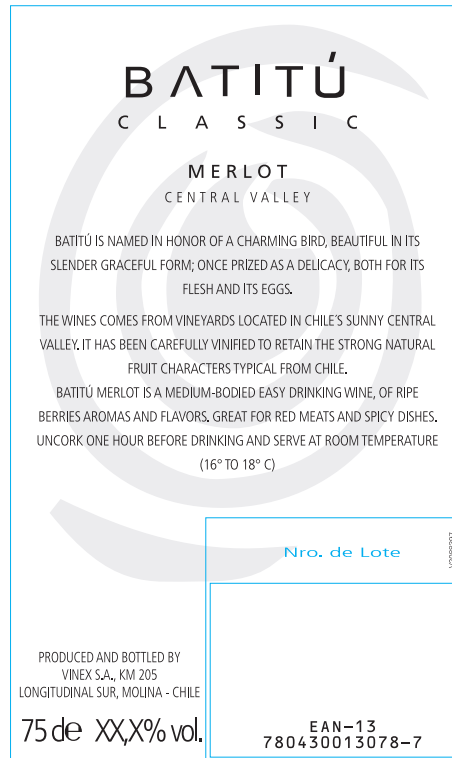 BATITÚ
CLASSIC
MERLOT
CENTRAL VALLEY
BATITÚ IS NAMED IN HONOR OF A CHARMING BIRD, BEAUTIFUL IN ITS
SLENDER GRACEFUL FORM; ONCE PRIZED AS A DELICACY, BOTH FOR ITS
FLESH AND ITS EGGS.
THE WINES COMES FROM VINEYARDS LOCATED IN CHILE'S SUNNY CENTRAL
VALLEY. IT HAS BEEN CAREFULLY VINIFIED TO RETAIN THE STRONG NATURAL
FRUIT CHARACTERS TYPICAL FROM CHILE.
BATITÚ MERLOT IS A MEDIUM-BODIED EASY DRINKING WINE, OF RIPE
BERRIES AROMAS AND FLAVORS. GREAT FOR RED MEATS AND SPICY DISHES.
UNCORK ONE HOUR BEFORE DRINKING AND SERVE AT ROOM TEMPERATURE
(16° TO 18° C)
Nro. de Lote
PRODUCED AND BOTTLED BY
VINEX S.A., KM 205
LONGITUDINAL SUR, MOLINA - CHILE
75 de XX,X% vol.
EAN-13
780430013078-7